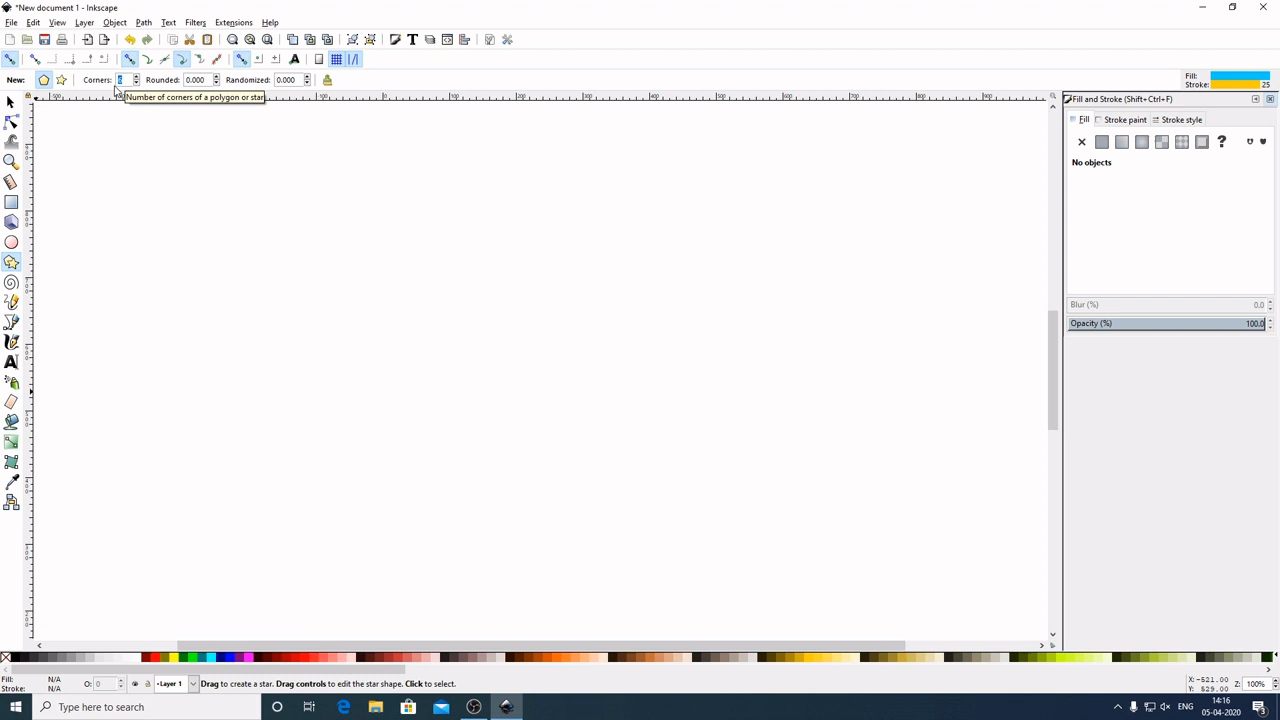 *New document 1 - Inkscape
File Edit View Layer Object Path Text Filters Extensions Help
New: Corners: Rounded: 0.000 Randomized: 0.000
Fill:
Stroke: 25
Number of corners of a polygon or star
Fill and Stroke (Shift+Ctrl+F)
Fill Stroke paint Stroke style
No objects
Blur (%) 0.0
Opacity (%) 100.0
Fill: N/A
Stroke: N/A
O: 0
Layer 1
Drag to create a star. Drag controls to edit the star shape. Click to select.
X: -521.00
Y: 529.00
Z: 100%
Type here to search
ENG
14:16
05-04-2020